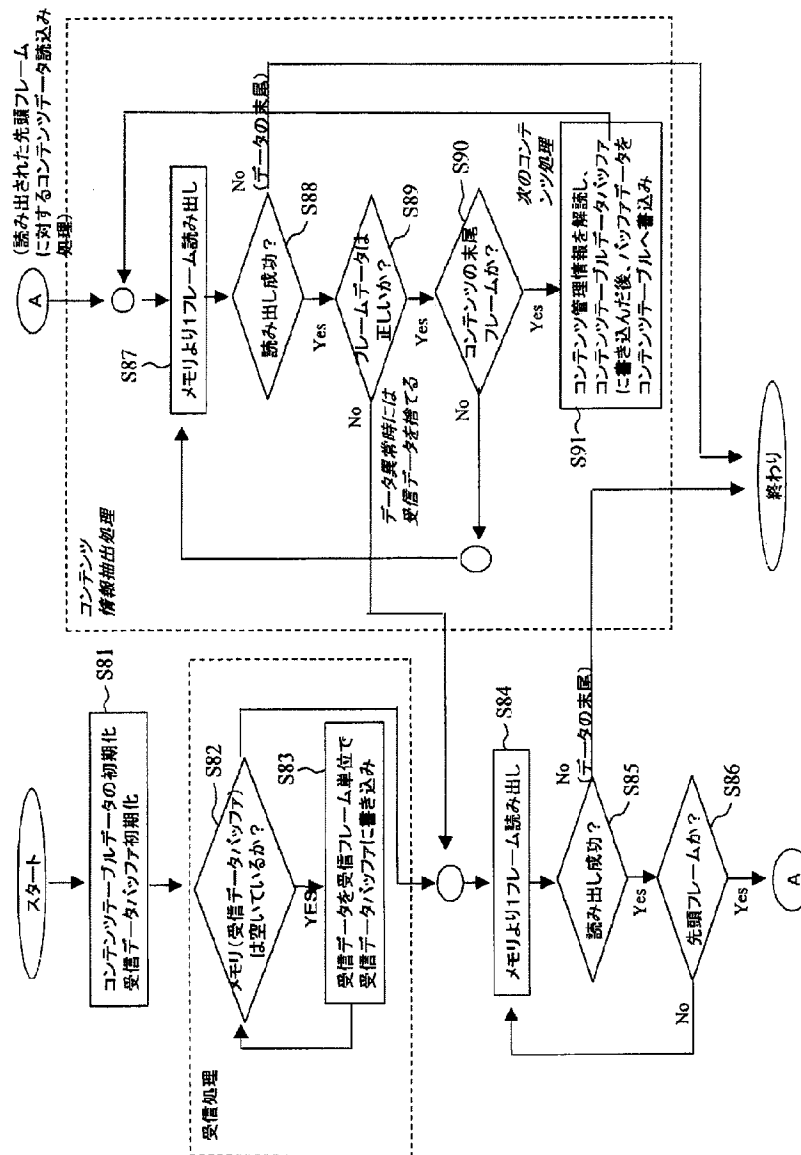 スタート
コンテンツテーブルデータの初期化
受信データバッファ初期化
S81
受信処理
メモリ(受信データバッファ)
は空いているか?
S82
YES
受信データを受信フレーム単位で
受信データバッファに書き込み
S83
メモリより1フレーム読み出し
S84
読み出し成功?
S85
No
(データの末尾)
Yes
先頭フレームか?
S86
No
Yes
A
A
(読み出された先頭フレーム
に対するコンテンツデータ読込み
処理)
コンテンツ
情報抽出処理
S87
メモリより1フレーム読み出し
読み出し成功?
S88
No
(データの末尾)
Yes
フレームデータは
正しいか?
S89
No
データ異常時には
受信データを捨てる
Yes
コンテンツの末尾
フレームか?
S90
No
Yes
次のコンテ
ンツ処理
S91
コンテンツ管理情報を解読し、
コンテンツテーブルデータバッファ
に書き込んだ後、バッファデータを
コンテンツテーブルへ書込み
終わり